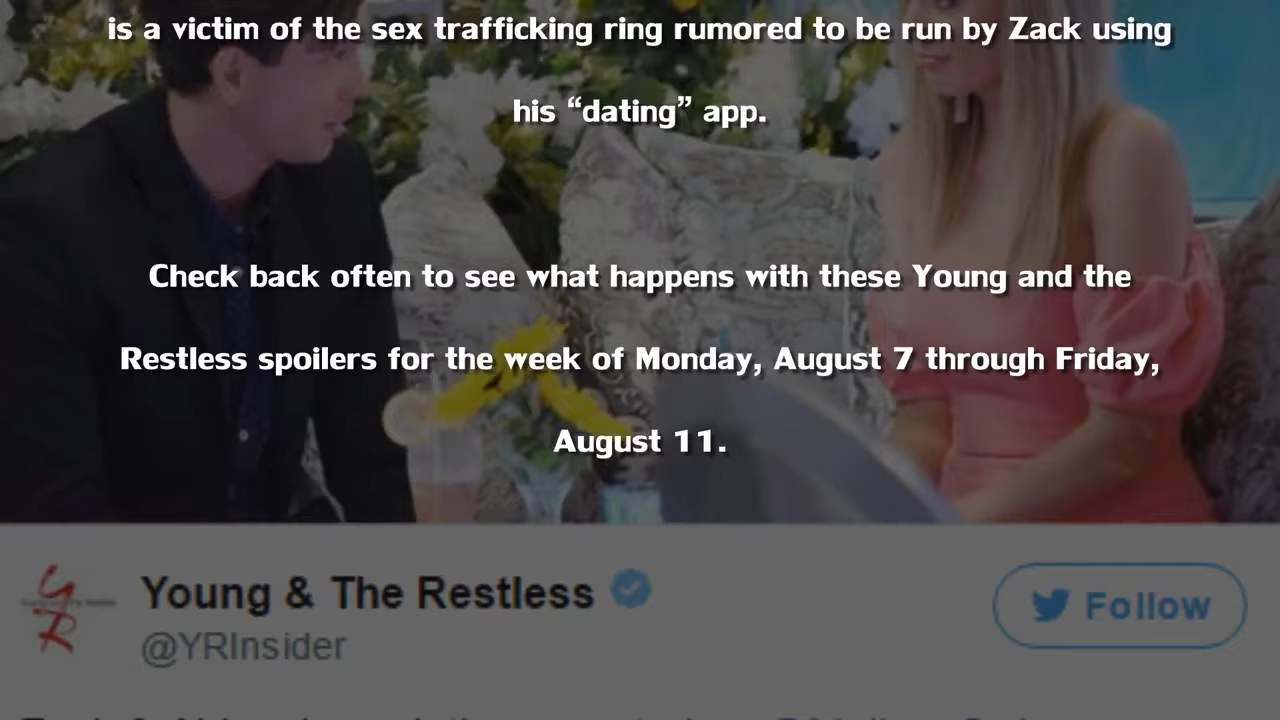 is a victim of the sex trafficking ring rumored to be run by Zack using
his “dating” app.
Check back often to see what happens with these Young and the
Restless spoilers for the week of Monday, August 7 through Friday,
August 11.
Young & The Restless
@YRInsider
Follow